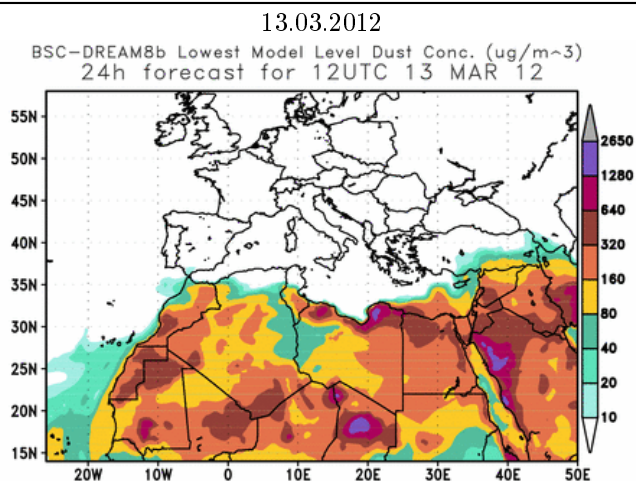 13.03.2012
BSC-DREAM8b Lowest Model Level Dust Conc. (ug/m^3)
24h forecast for 12UTC 13 MAR 12
55N
50N
45N
40N
35N
30N
25N
20N
15N
20W 10W 0 10E 20E 30E 40E 50E
2650
1280
640
320
160
80
40
20
10